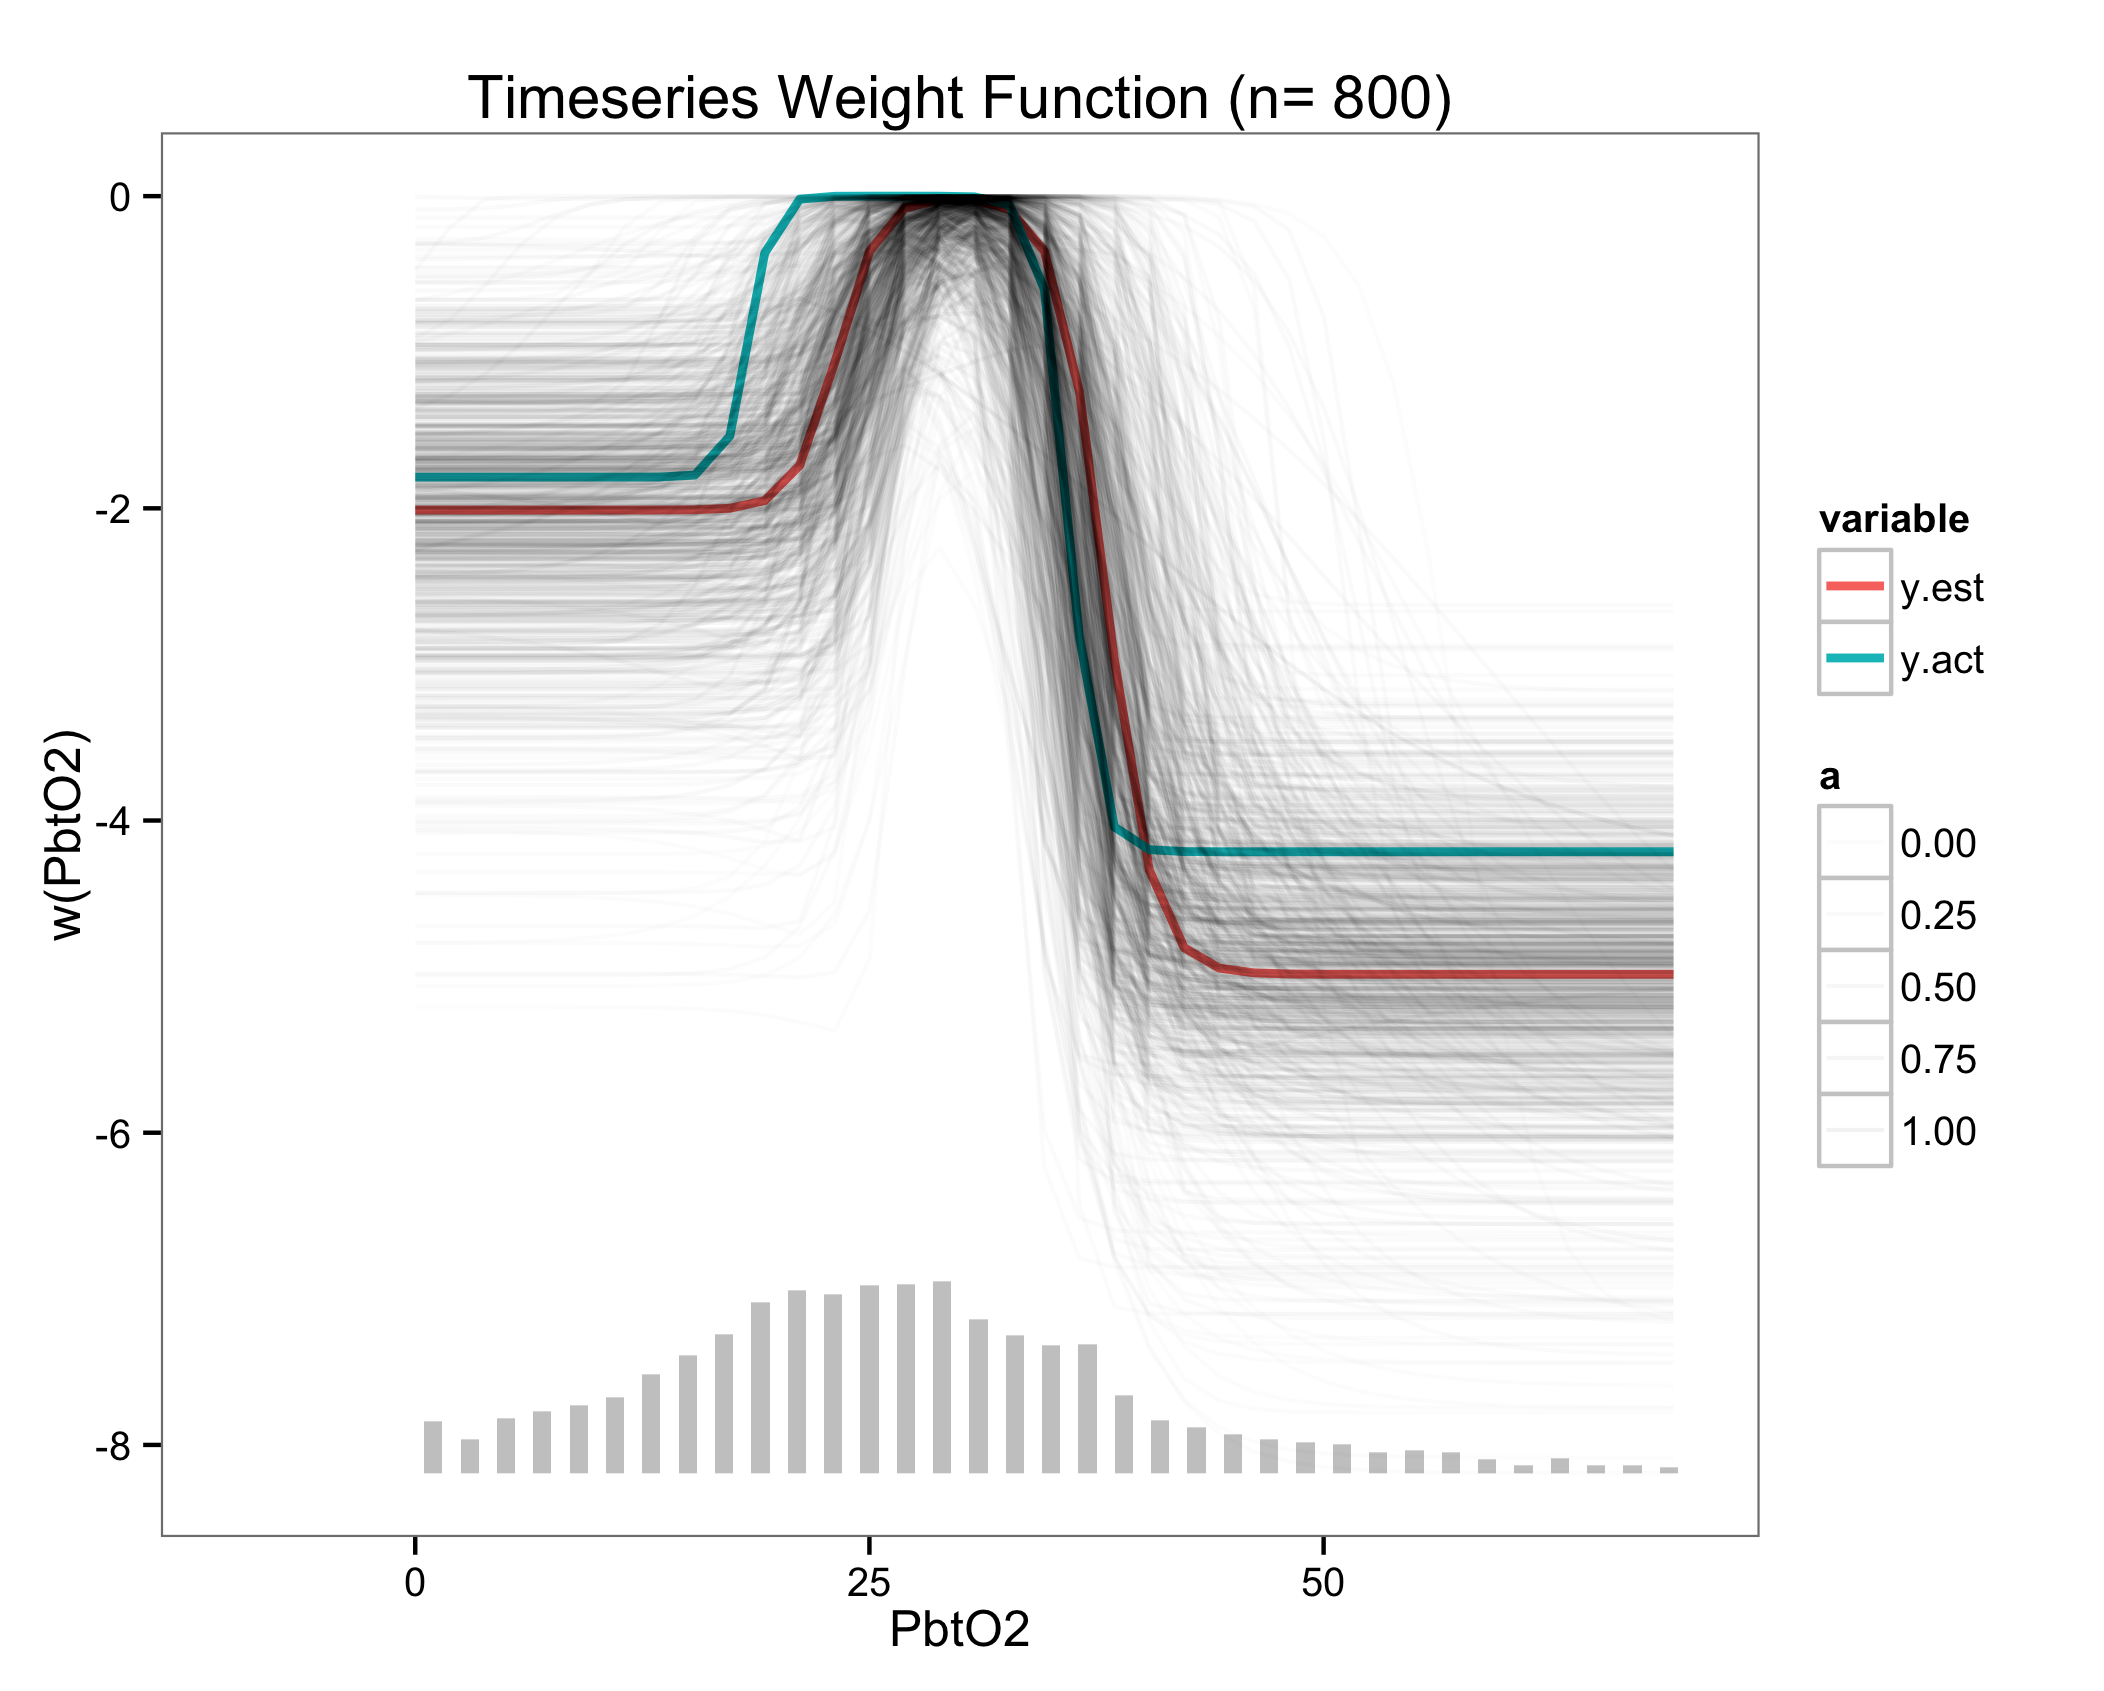 Timeseries Weight Function (n= 800)
w(PbtO2)
0
-2
-4
-6
-8
0
25
50
PbtO2
variable
y.est
y.act
a
0.00
0.25
0.50
0.75
1.00